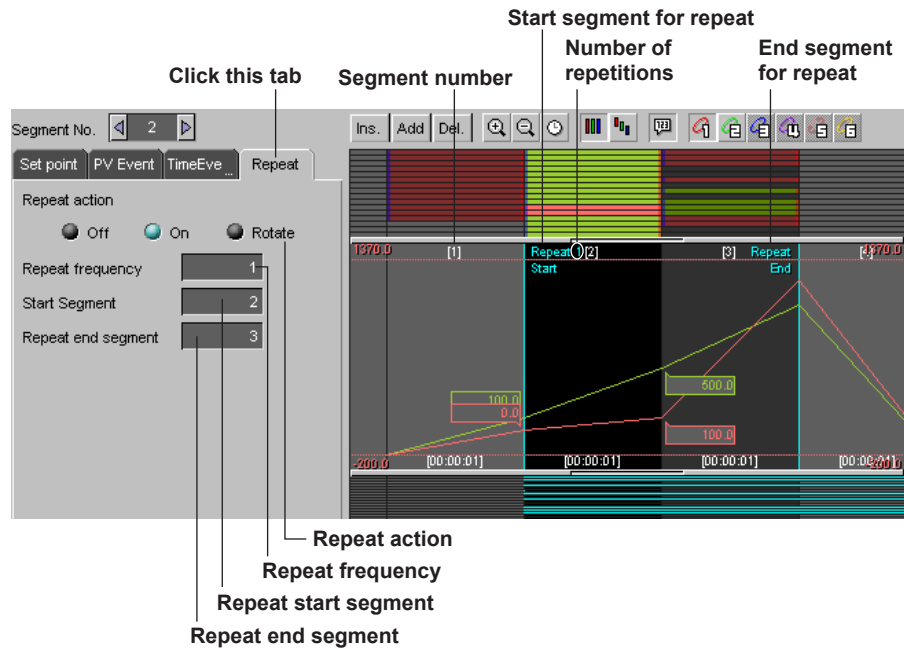 Start segment for repeat
Number of repetitions
End segment for repeat
Click this tab
Segment number
Segment No. 2
Ins. Add Del. 123 1 2 3
Set point PV Event TimeEve... Repeat
Repeat action
Off On Rotate
Repeat frequency 1
Start Segment 2
Repeat end segment 3
1370.0 [1] Repeat 1 [2] [3] Repeat
Start End
100.0
0.0
500.0
100.0
-200.0 [00:00:01] [00:00:01] [00:00:01]
Repeat action
Repeat frequency
Repeat start segment
Repeat end segment